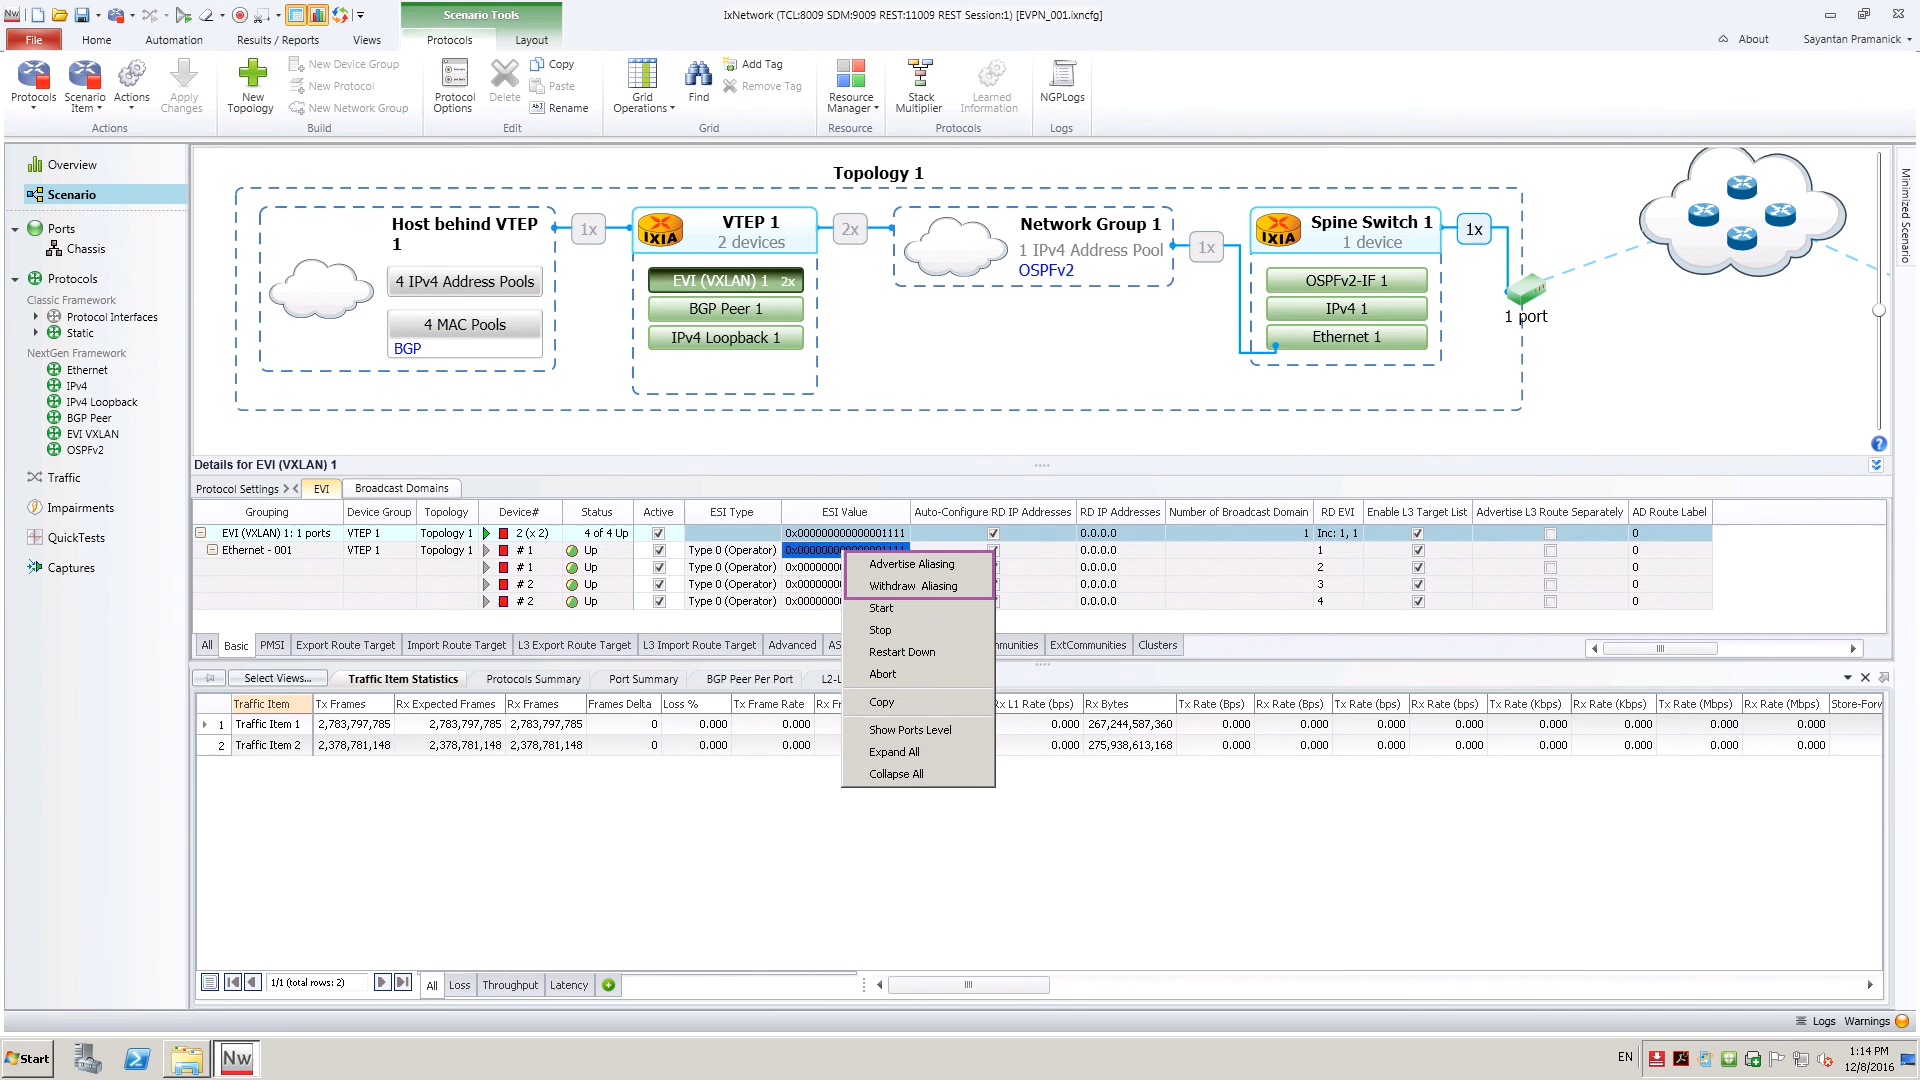 Nw
Scenario Tools
IxNetwork (TCL:8009 SDM:9009 REST:11009 REST Session:1) [EVPN_001.ixncfg]
File Home Automation Results / Reports Views Protocols Layout
About Sayantan Pramanick
Protocols Scenario Item Actions Apply Changes
Actions
New Topology New Device Group
New Protocol
New Network Group
Build
Protocol Options Delete Copy
Paste
Rename
Edit
Grid Operations Find Add Tag
Remove Tag
Grid
Resource Manager
Resource
Stack Multiplier Learned Information
Protocols
NGPLogs
Logs
Overview
Scenario
Ports
Chassis
Protocols
Classic Framework
Protocol Interfaces
Static
NextGen Framework
Ethernet
IPv4
IPv4 Loopback
BGP Peer
EVI VXLAN
OSPFv2
Traffic
Impairments
QuickTests
Captures
Topology 1
Host behind VTEP 1
4 IPv4 Address Pools
4 MAC Pools
BGP
1x
IXIA
VTEP 1
2 devices
EVI (VXLAN) 1 2x
BGP Peer 1
IPv4 Loopback 1
2x
Network Group 1
1 IPv4 Address Pool
OSPFv2
1x
IXIA
Spine Switch 1
1 device
OSPFv2-IF 1
IPv4 1
Ethernet 1
1x
1 port
Minimized Scenario
Details for EVI (VXLAN) 1
Protocol Settings EVI Broadcast Domains
Grouping Device Group Topology Device# Status Active ESI Type ESI Value Auto-Configure RD IP Addresses RD IP Addresses Number of Broadcast Domain RD EVI Enable L3 Target List Advertise L3 Route Separately AD Route Label
EVI (VXLAN) 1: 1 ports VTEP 1 Topology 1 2 (x 2) 4 of 4 Up 0x000000000000001111 0.0.0.0 1 Inc: 1, 1 0
Ethernet - 001 VTEP 1 Topology 1 # 1 Up Type 0 (Operator) 0x000000000000001111 0.0.0.0 1 0
# 1 Up Type 0 (Operator) 0x0000000 0.0.0.0 2 0
# 2 Up Type 0 (Operator) 0x0000000 0.0.0.0 3 0
# 2 Up Type 0 (Operator) 0x0000000 0.0.0.0 4 0
Advertise Aliasing
Withdraw Aliasing
Start
Stop
Restart Down
Abort
Copy
Show Ports Level
Expand All
Collapse All
All Basic PMSI Export Route Target Import Route Target L3 Export Route Target L3 Import Route Target Advanced AS munities ExtCommunities Clusters
Select Views... Traffic Item Statistics Protocols Summary Port Summary BGP Peer Per Port L2-L
Traffic Item Tx Frames Rx Expected Frames Rx Frames Frames Delta Loss % Tx Frame Rate Rx Fr Rx L1 Rate (bps) Rx Bytes Tx Rate (Bps) Rx Rate (Bps) Tx Rate (bps) Rx Rate (bps) Tx Rate (Kbps) Rx Rate (Kbps) Tx Rate (Mbps) Rx Rate (Mbps) Store-Forw
1 Traffic Item 1 2,783,797,785 2,783,797,785 2,783,797,785 0 0.000 0.000 0.000 267,244,587,360 0.000 0.000 0.000 0.000 0.000 0.000 0.000 0.000
2 Traffic Item 2 2,378,781,148 2,378,781,148 2,378,781,148 0 0.000 0.000 0.000 275,938,613,168 0.000 0.000 0.000 0.000 0.000 0.000 0.000 0.000
1/1 (total rows: 2) All Loss Throughput Latency
Logs Warnings
Start Nw EN 1:14 PM
12/8/2016